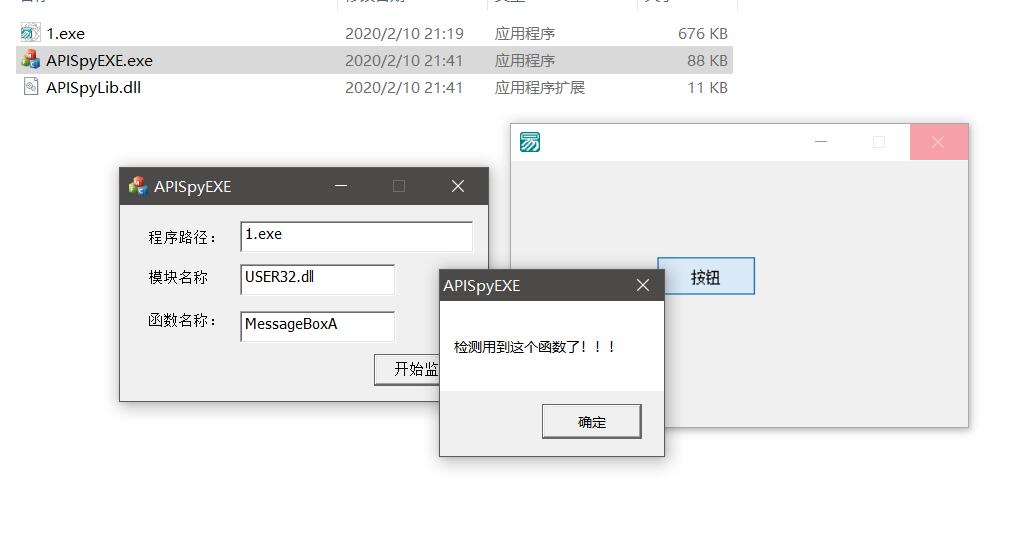 1.exe 2020/2/10 21:19 应用程序 676 KB
APISpyEXE.exe 2020/2/10 21:41 应用程序 88 KB
APISpyLib.dll 2020/2/10 21:41 应用程序扩展 11 KB
APISpyEXE
程序路径： 1.exe
模块名称 USER32.dll
函数名称： MessageBoxA
开始监
按钮
APISpyEXE
检测用到这个函数了！！！
确定